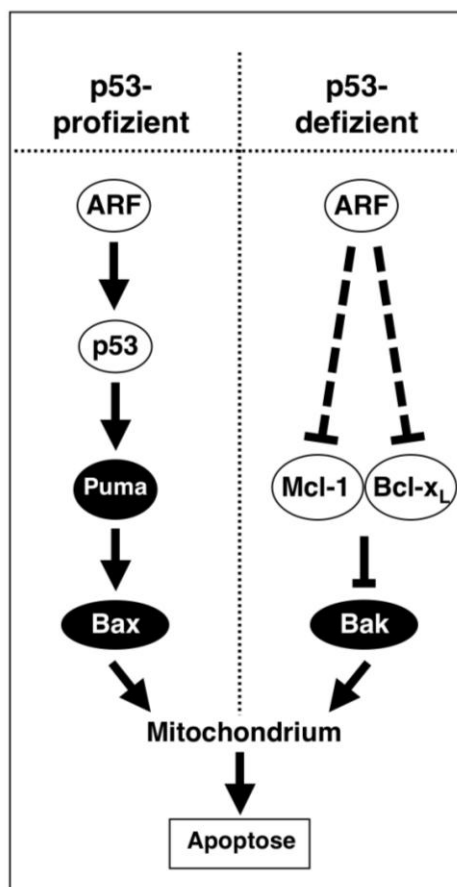 p53-
profizient
p53-
defizient
ARF
ARF
p53
Puma
Mcl-1
Bcl-xL
Bax
Bak
Mitochondrium
Apoptose